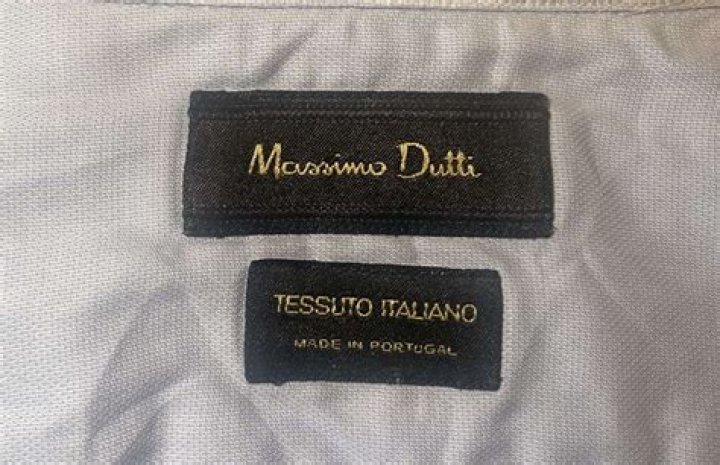 Massimo Dutti
TESSUTO ITALIANO
MADE IN PORTUGAL